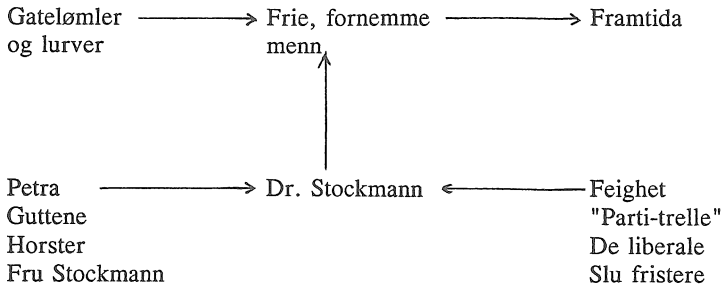 Gatelømler Frie, fornemme Framtida
og lurver menn
Petra Dr. Stockmann Feighet
Guttene "Parti-trelle"
Horster De liberale
Fru Stockmann Slu fristere